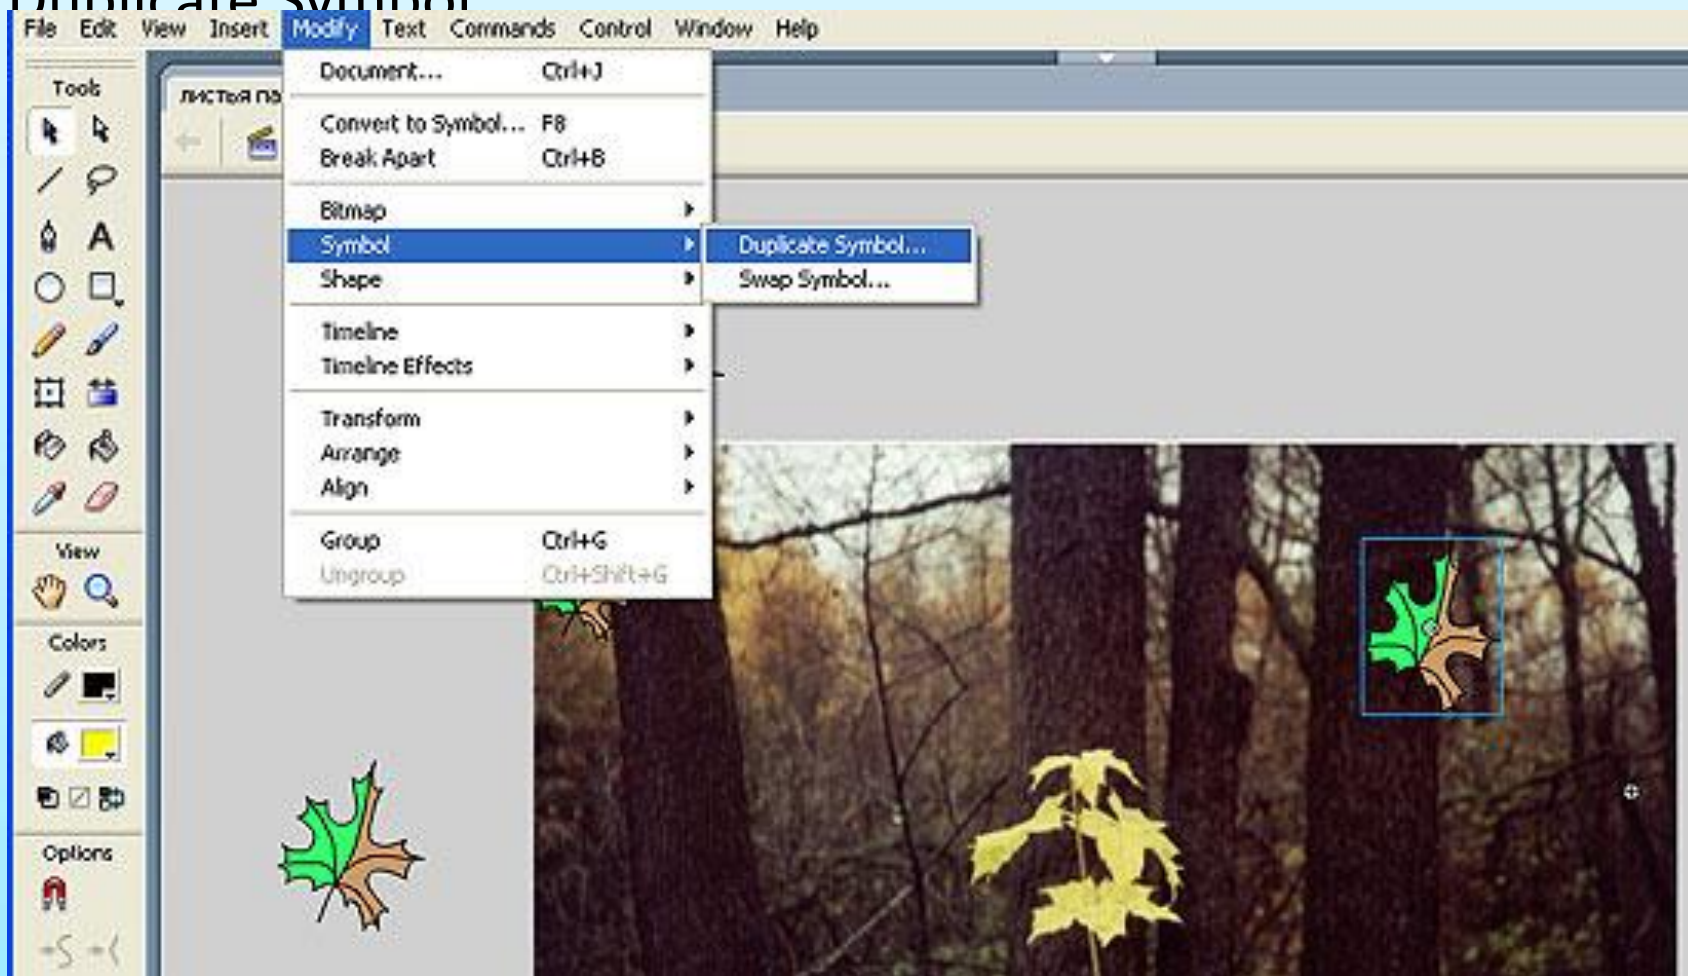 Duplicate Symbol
File Edit View Insert Modify Text Commands Control Window Help
Tools
листья па
Document... Ctrl+J
Convert to Symbol... F8
Break Apart Ctrl+B
Bitmap
Symbol
Duplicate Symbol...
Shape
Swap Symbol...
Timeline
Timeline Effects
Transform
Arrange
Align
Group Ctrl+G
Ungroup Ctrl+Shift+G
View
Colors
Options